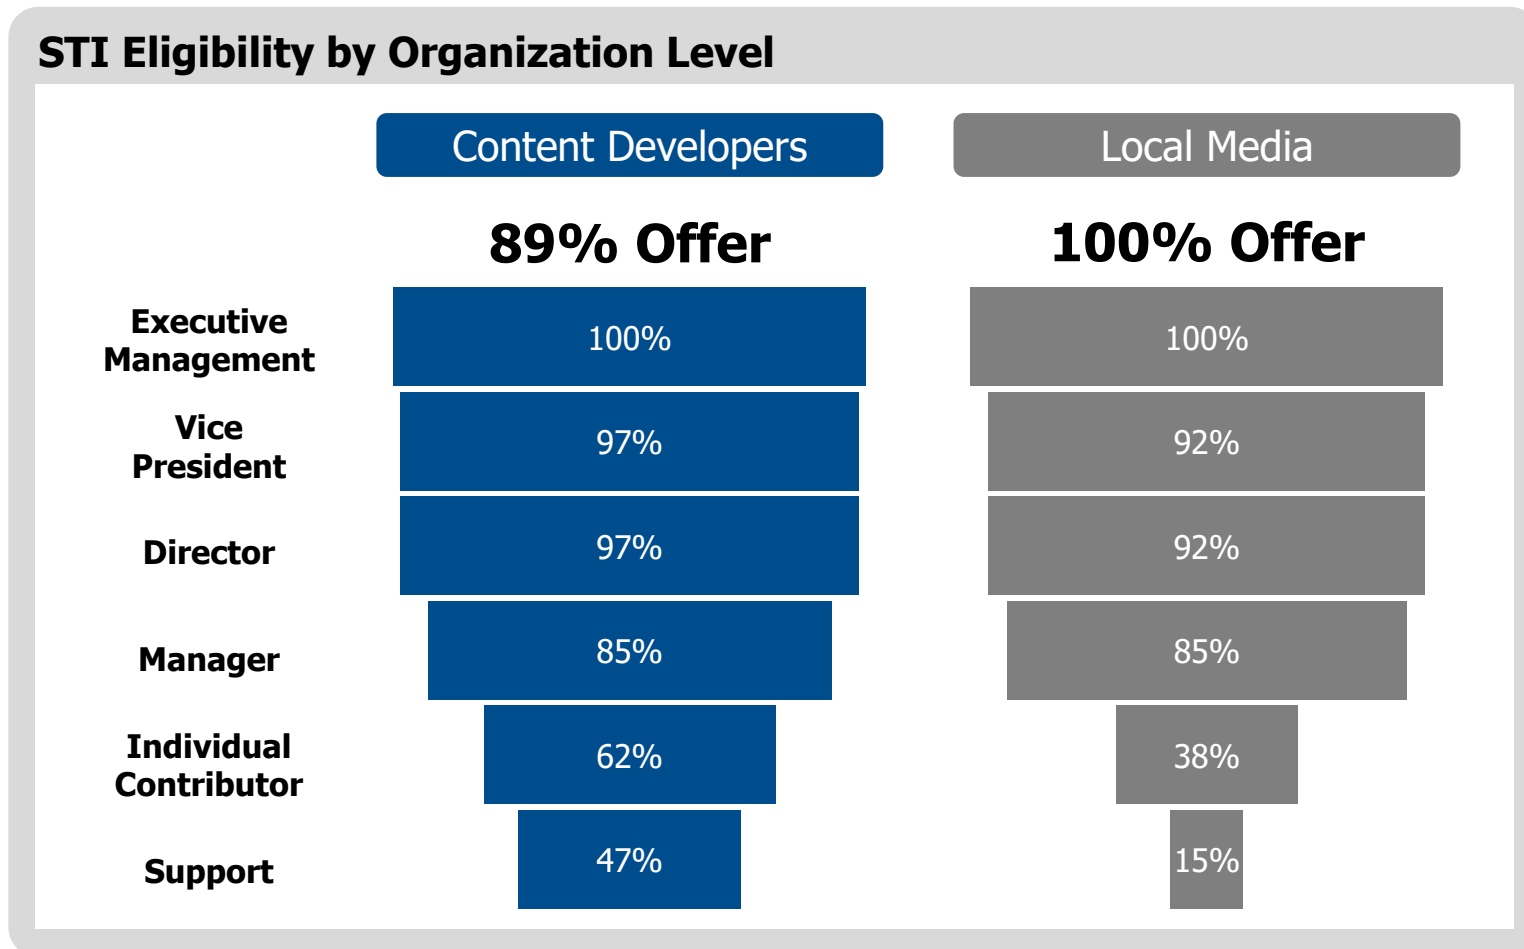 STI Eligibility by Organization Level
Content Developers
Local Media
89% Offer
100% Offer
Executive
Management
100%
100%
Vice
President
97%
92%
Director
97%
92%
Manager
85%
85%
Individual
Contributor
62%
38%
Support
47%
15%